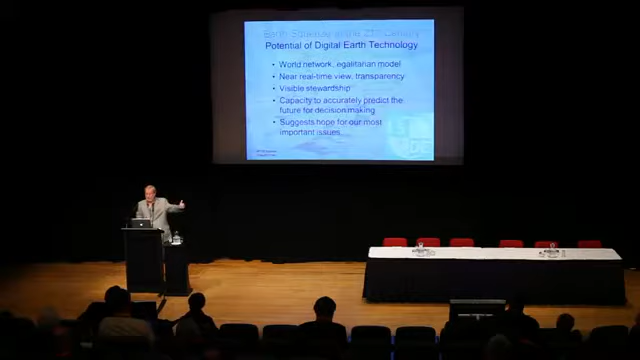 Earth Science in the 21st Century
Potential of Digital Earth Technology
• World network, egalitarian model
• Near real-time view, transparency
• Visible stewardship
• Capacity to accurately predict the
future for decision making
• Suggests hope for our most
important issues